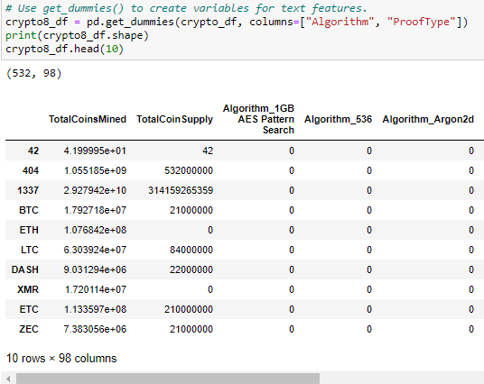 # Use get_dummies() to create variables for text features.
crypto8_df = pd.get_dummies(crypto_df, columns=["Algorithm", "ProofType"])
print(crypto8_df.shape)
crypto8_df.head(10)
(532, 98)
TotalCoinsMined TotalCoinSupply Algorithm_1GB AES Pattern Search Algorithm_536 Algorithm_Argon2d
42 4.199995e+01 42 0 0 0
404 1.055185e+09 532000000 0 0 0
1337 2.927942e+10 314159265359 0 0 0
BTC 1.792718e+07 21000000 0 0 0
ETH 1.076842e+08 0 0 0 0
LTC 6.303924e+07 84000000 0 0 0
DASH 9.031294e+06 22000000 0 0 0
XMR 1.720114e+07 0 0 0 0
ETC 1.133597e+08 210000000 0 0 0
ZEC 7.383056e+06 21000000 0 0 0
10 rows × 98 columns